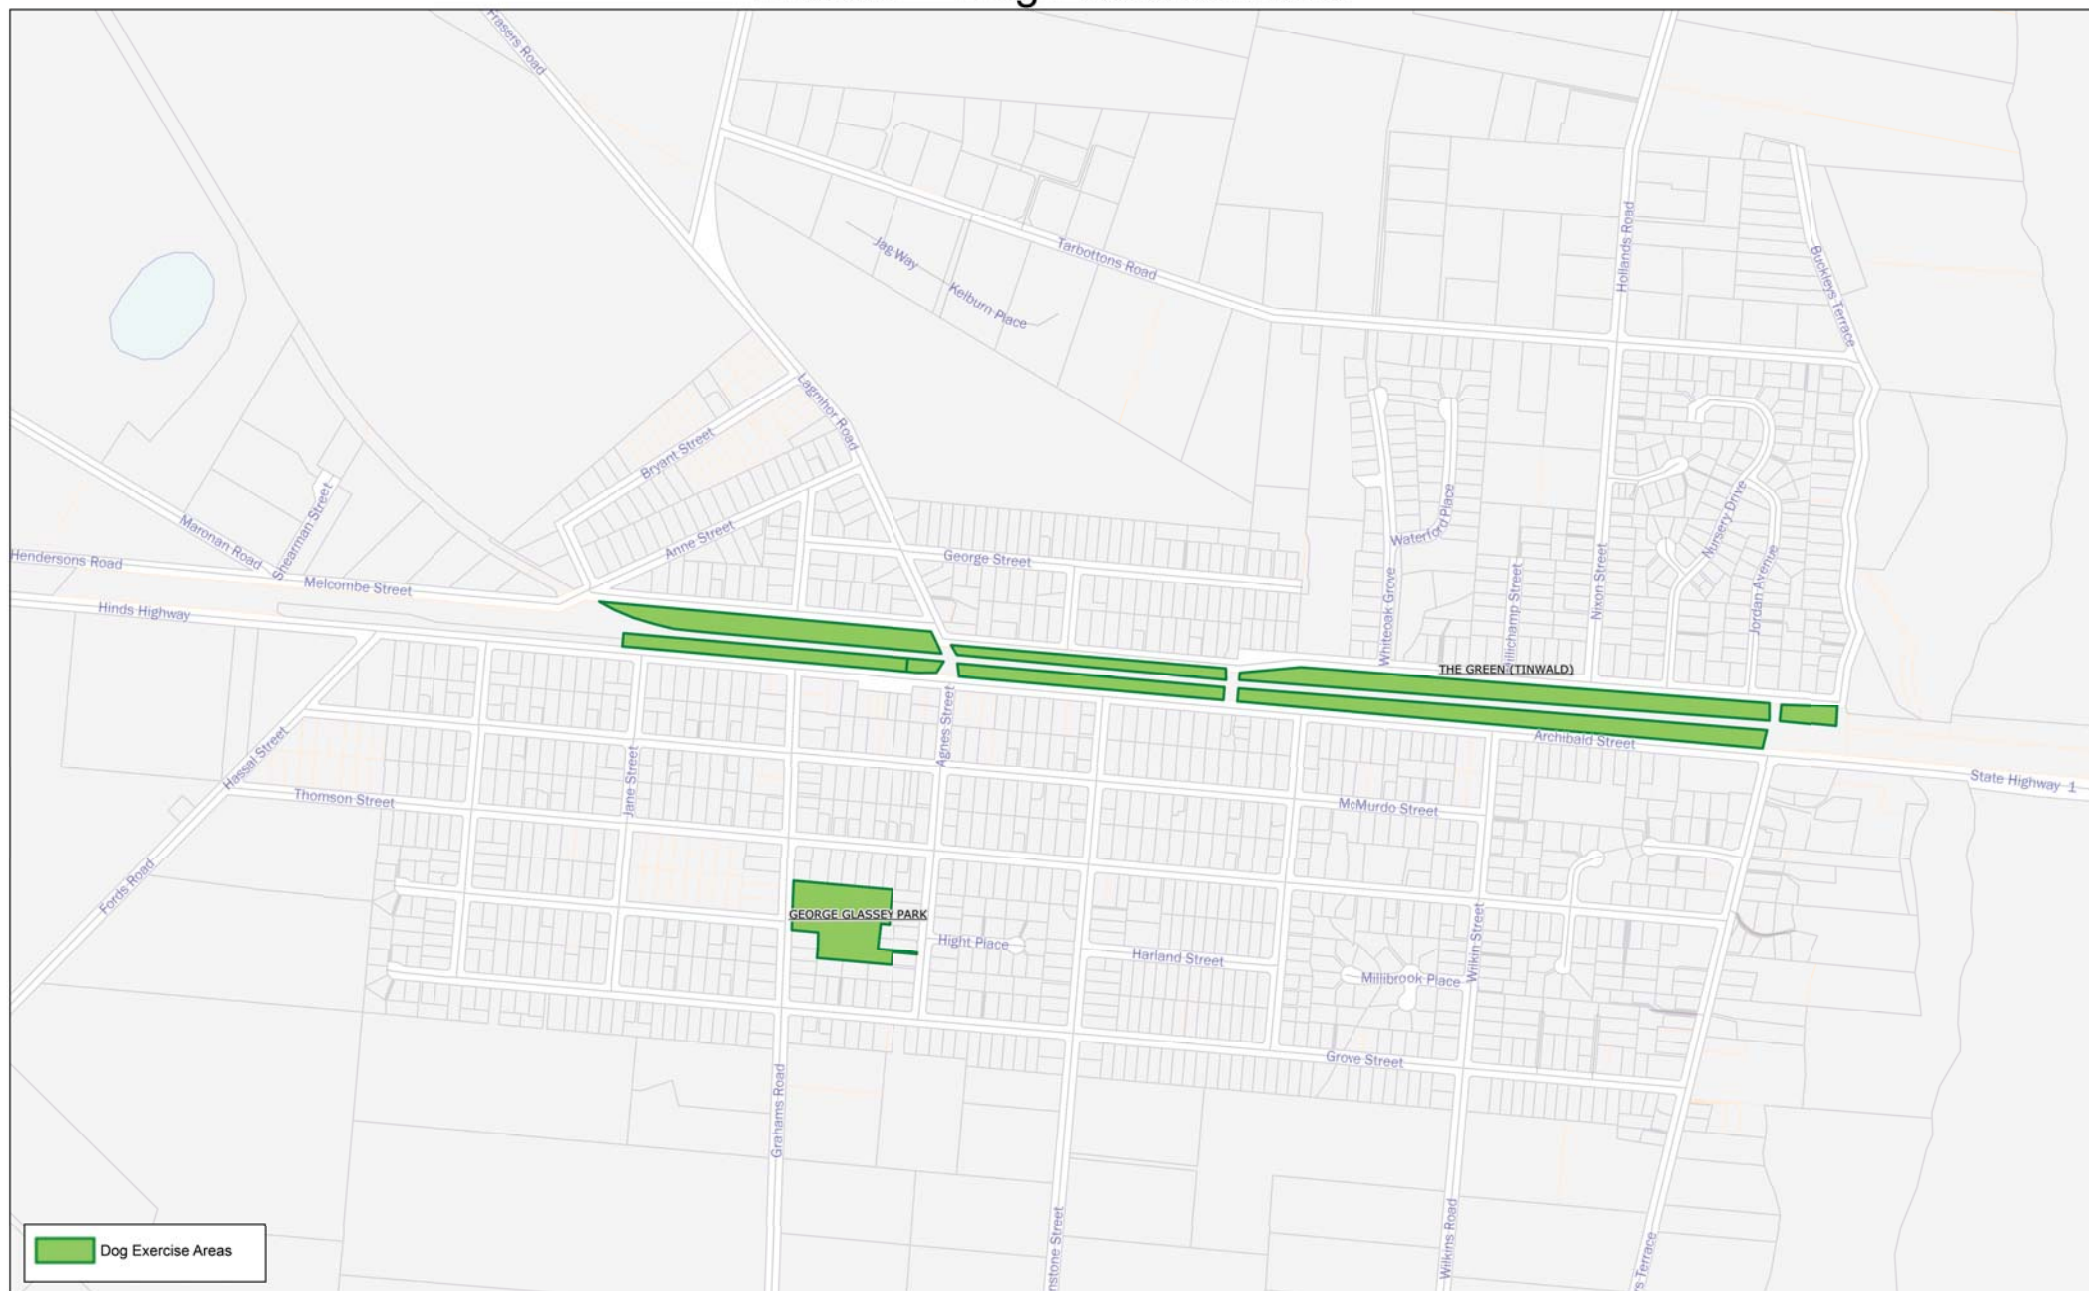 Frasers Road
Hollands Road
Buckleys Terrace
Tarbottons Road
Jag Way
Kelburn Place
Lagmhor Road
Bryant Street
Anne Street
George Street
Waterford Place
Nursery Drive
Jordan Avenue
Nixon Street
Whiteoak Grove
Maronan Road
Shearman Street
Hendersons Road
Melcombe Street
Hinds Highway
THE GREEN (TINWALD)
Archibald Street
State Highway 1
Agnes Street
Hassal Street
Jane Street
Thomson Street
McMurdo Street
Fords Road
GEORGE GLASSEY PARK
Hight Place
Harland Street
Wilkin Street
Millibrook Place
Grove Street
Grahams Road
nstone Street
Wilkins Road
s Terrace
Dog Exercise Areas